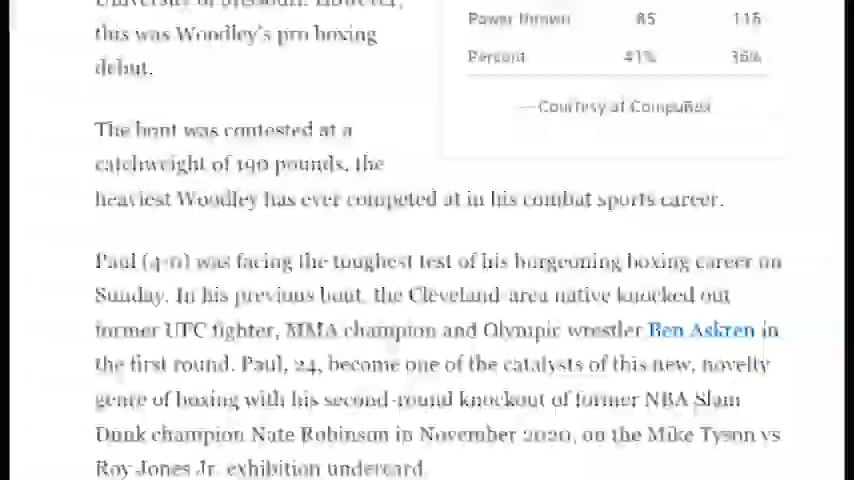 this was Woodley's pro boxing
debut.
The bout was contested at a
catchweight of 190 pounds, the
heaviest Woodley has ever competed at in his combat sports career.
Power thrown 85 116
Percent 41% 36%
—Courtesy of CompuBox
Paul (4-0) was facing the toughest test of his burgeoning boxing career on
Sunday. In his previous bout, the Cleveland-area native knocked out
former UFC fighter, MMA champion and Olympic wrestler Ben Askren in
the first round. Paul, 24, become one of the catalysts of this new, novelty
genre of boxing with his second-round knockout of former NBA Slam
Dunk champion Nate Robinson in November 2020, on the Mike Tyson vs
Roy Jones Jr. exhibition undercard.